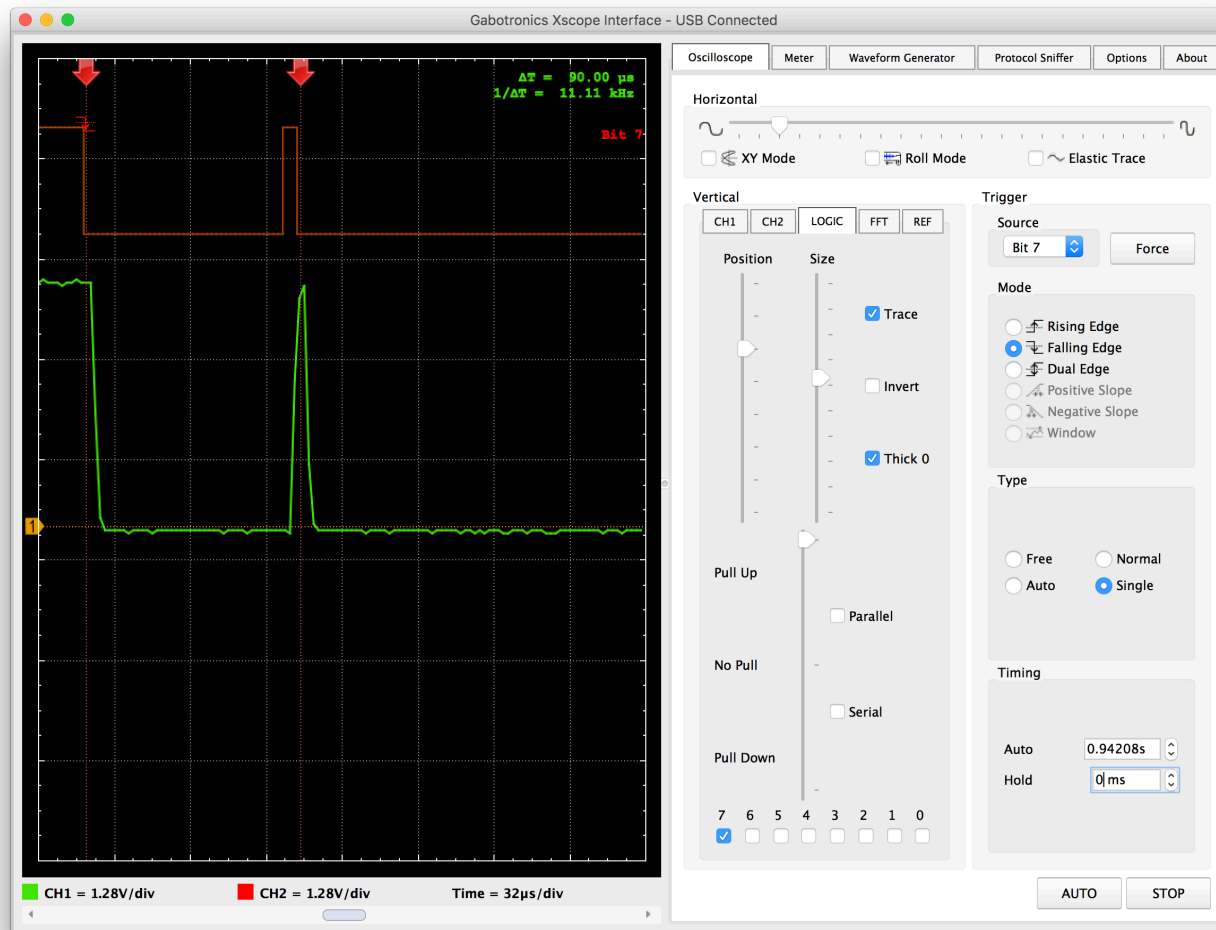 Gabotronics Xscope Interface - USB Connected
ΔT = 90.00 µs
1/ΔT = 11.11 kHz
Bit 7
1
CH1 = 1.28V/div CH2 = 1.28V/div Time = 32µs/div
Oscilloscope Meter Waveform Generator Protocol Sniffer Options About
Horizontal
XY Mode Roll Mode Elastic Trace
Vertical
CH1 CH2 LOGIC FFT REF
Position Size
Trace
Invert
Thick 0
Pull Up
Parallel
No Pull
Serial
Pull Down
7 6 5 4 3 2 1 0
Trigger
Source
Bit 7 Force
Mode
Rising Edge
Falling Edge
Dual Edge
Positive Slope
Negative Slope
Window
Type
Free Normal
Auto Single
Timing
Auto 0.94208s
Hold 0 ms
AUTO STOP